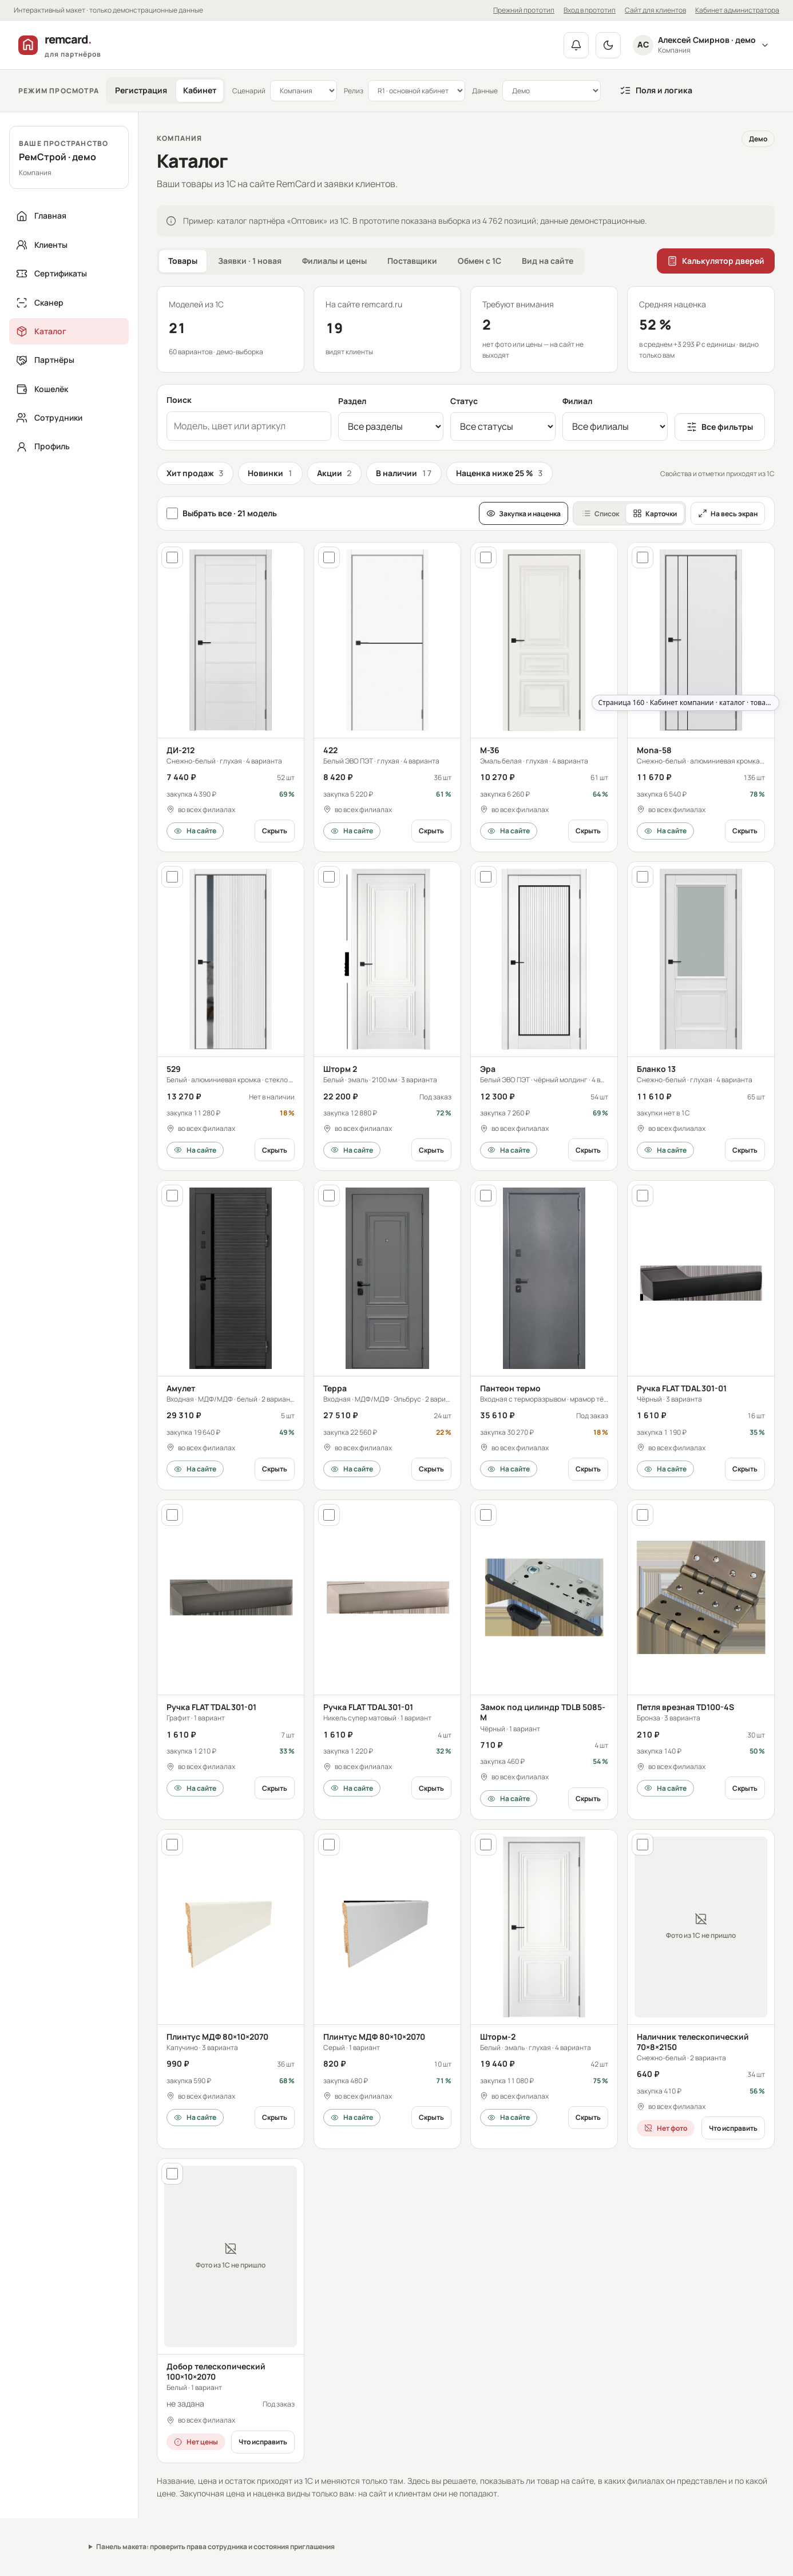 Интерактивный макет · только демонстрационные данные
Прежний прототип Вход в прототип Сайт для клиентов Кабинет администратора
remcard.
для партнёров
АС
Алексей Смирнов · демо
Компания
РЕЖИМ ПРОСМОТРА Регистрация Кабинет Сценарий Компания Релиз R1 · основной кабинет Данные Демо Поля и логика
ВАШЕ ПРОСТРАНСТВО
РемСтрой · демо
Компания
Главная
Клиенты
Сертификаты
Сканер
Каталог
Партнёры
Кошелёк
Сотрудники
Профиль
КОМПАНИЯ
Демо
Каталог
Ваши товары из 1С на сайте RemCard и заявки клиентов.
Пример: каталог партнёра «Оптовик» из 1С. В прототипе показана выборка из 4 762 позиций; данные демонстрационные.
Товары Заявки · 1 новая Филиалы и цены Поставщики Обмен с 1С Вид на сайте
Калькулятор дверей
Моделей из 1С
21
60 вариантов · демо-выборка
На сайте remcard.ru
19
видят клиенты
Требуют внимания
2
нет фото или цены — на сайт не выходят
Средняя наценка
52 %
в среднем +3 293 ₽ с единицы · видно только вам
Поиск Раздел Статус Филиал
Модель, цвет или артикул Все разделы Все статусы Все филиалы Все фильтры
Хит продаж 3 Новинки 1 Акции 2 В наличии 17 Наценка ниже 25 % 3
Свойства и отметки приходят из 1С
Выбрать все · 21 модель
Закупка и наценка Список Карточки На весь экран
Страница 160 · Кабинет компании · каталог · това...
ДИ-212
Снежно-белый · глухая · 4 варианта
7 440 ₽ 52 шт
закупка 4 390 ₽ 69 %
во всех филиалах
На сайте Скрыть
422
Белый ЭВО ПЭТ · глухая · 4 варианта
8 420 ₽ 36 шт
закупка 5 220 ₽ 61 %
во всех филиалах
На сайте Скрыть
М-36
Эмаль белая · глухая · 4 варианта
10 270 ₽ 61 шт
закупка 6 260 ₽ 64 %
во всех филиалах
На сайте Скрыть
Mona-58
Снежно-белый · алюминиевая кромка...
11 670 ₽ 136 шт
закупка 6 540 ₽ 78 %
во всех филиалах
На сайте Скрыть
529
Белый · алюминиевая кромка · стекло ...
13 270 ₽ Нет в наличии
закупка 11 280 ₽ 18 %
во всех филиалах
На сайте Скрыть
Шторм 2
Белый · эмаль · 2100 мм · 3 варианта
22 200 ₽ Под заказ
закупка 12 880 ₽ 72 %
во всех филиалах
На сайте Скрыть
Эра
Белый ЭВО ПЭТ · чёрный молдинг · 4 в...
12 300 ₽ 54 шт
закупка 7 260 ₽ 69 %
во всех филиалах
На сайте Скрыть
Бланко 13
Снежно-белый · глухая · 4 варианта
11 610 ₽ 65 шт
закупки нет в 1С
во всех филиалах
На сайте Скрыть
Амулет
Входная · МДФ/МДФ · белый · 2 вариан...
29 310 ₽ 5 шт
закупка 19 640 ₽ 49 %
во всех филиалах
На сайте Скрыть
Терра
Входная · МДФ/МДФ · Эльбрус · 2 вари...
27 510 ₽ 24 шт
закупка 22 560 ₽ 22 %
во всех филиалах
На сайте Скрыть
Пантеон термо
Входная с терморазрывом · мрамор тё...
35 610 ₽ Под заказ
закупка 30 270 ₽ 18 %
во всех филиалах
На сайте Скрыть
Ручка FLAT TDAL 301-01
Чёрный · 3 варианта
1 610 ₽ 16 шт
закупка 1 190 ₽ 35 %
во всех филиалах
На сайте Скрыть
Ручка FLAT TDAL 301-01
Графит · 1 вариант
1 610 ₽ 7 шт
закупка 1 210 ₽ 33 %
во всех филиалах
На сайте Скрыть
Ручка FLAT TDAL 301-01
Никель супер матовый · 1 вариант
1 610 ₽ 4 шт
закупка 1 220 ₽ 32 %
во всех филиалах
На сайте Скрыть
Замок под цилиндр TDLB 5085-
М
Чёрный · 1 вариант
710 ₽ 4 шт
закупка 460 ₽ 54 %
во всех филиалах
На сайте Скрыть
Петля врезная TD100-4S
Бронза · 3 варианта
210 ₽ 30 шт
закупка 140 ₽ 50 %
во всех филиалах
На сайте Скрыть
Плинтус МДФ 80×10×2070
Капучино · 3 варианта
990 ₽ 36 шт
закупка 590 ₽ 68 %
во всех филиалах
На сайте Скрыть
Плинтус МДФ 80×10×2070
Серый · 1 вариант
820 ₽ 10 шт
закупка 480 ₽ 71 %
во всех филиалах
На сайте Скрыть
Шторм-2
Белый · эмаль · глухая · 4 варианта
19 440 ₽ 42 шт
закупка 11 080 ₽ 75 %
во всех филиалах
На сайте Скрыть
Фото из 1С не пришло
Наличник телескопический
70×8×2150
Снежно-белый · 2 варианта
640 ₽ 34 шт
закупка 410 ₽ 56 %
во всех филиалах
Нет фото Что исправить
Фото из 1С не пришло
Добор телескопический
100×10×2070
Белый · 1 вариант
не задана Под заказ
во всех филиалах
Нет цены Что исправить
Название, цена и остаток приходят из 1С и меняются только там. Здесь вы решаете, показывать ли товар на сайте, в каких филиалах он представлен и по какой
цене. Закупочная цена и наценка видны только вам: на сайт и клиентам они не попадают.
Панель макета: проверить права сотрудника и состояния приглашения